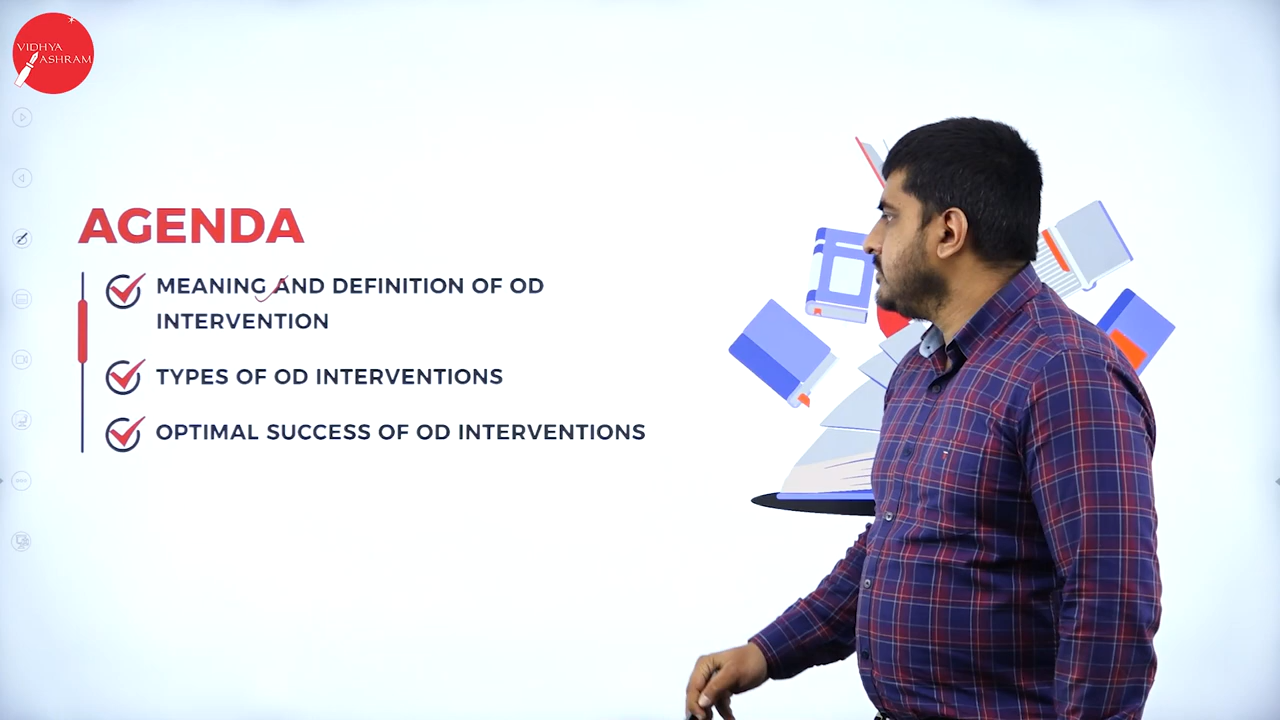 VIDHYA
ASHRAM
AGENDA
MEANING AND DEFINITION OF OD
INTERVENTION
TYPES OF OD INTERVENTIONS
OPTIMAL SUCCESS OF OD INTERVENTIONS